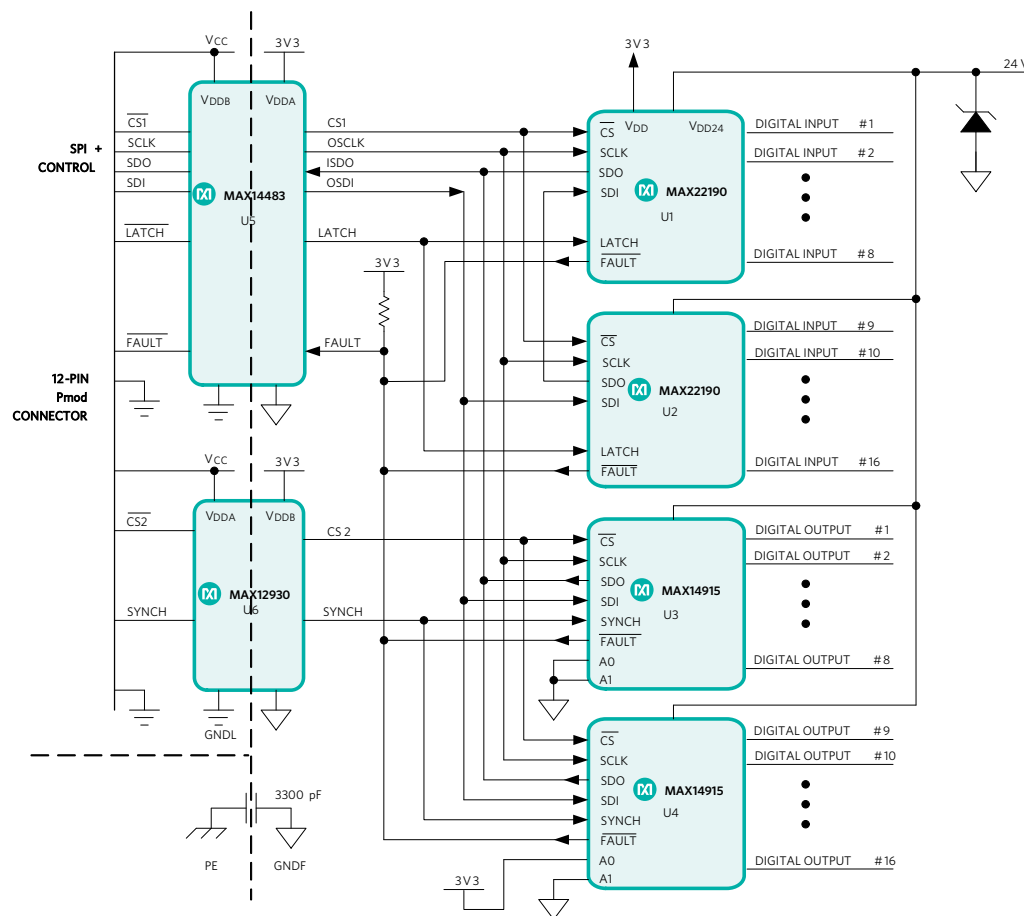 VCC
3V3
VDDB
VDDA
CS1
SCLK
SDO
SDI
LATCH
FAULT
SPI +
CONTROL
MAX14483
U5
CS1
OSCLK
ISDO
OSDI
LATCH
FAULT
3V3
12-PIN
Pmod
CONNECTOR
VCC
3V3
VDDA
VDDB
CS2
SYNCH
MAX12930
U6
CS 2
SYNCH
GNDL
3300 pF
PE
GNDF
3V3
24 V
CS
VDD
VDD24
SCLK
SDO
SDI
MAX22190
U1
LATCH
FAULT
DIGITAL INPUT #1
DIGITAL INPUT #2
DIGITAL INPUT #8
CS
SCLK
SDO
SDI
MAX22190
U2
LATCH
FAULT
DIGITAL INPUT #9
DIGITAL INPUT #10
DIGITAL INPUT #16
CS
SCLK
SDO
SDI
SYNCH
FAULT
A0
A1
MAX14915
U3
DIGITAL OUTPUT #1
DIGITAL OUTPUT #2
DIGITAL OUTPUT #8
CS
SCLK
SDO
SDI
SYNCH
FAULT
A0
A1
MAX14915
U4
DIGITAL OUTPUT #9
DIGITAL OUTPUT #10
DIGITAL OUTPUT #16
3V3